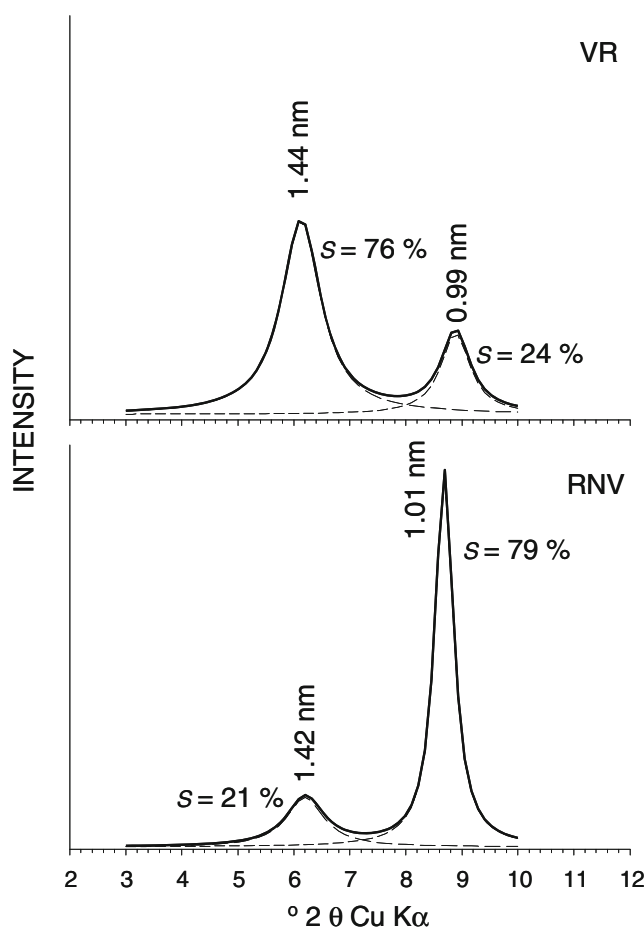 VR
1.44 nm
S = 76 %
0.99 nm
S = 24 %
INTENSITY
RNV
1.01 nm
S = 79 %
1.42 nm
S = 21 %
2 3 4 5 6 7 8 9 10 11 12
º 2 θ Cu Kα